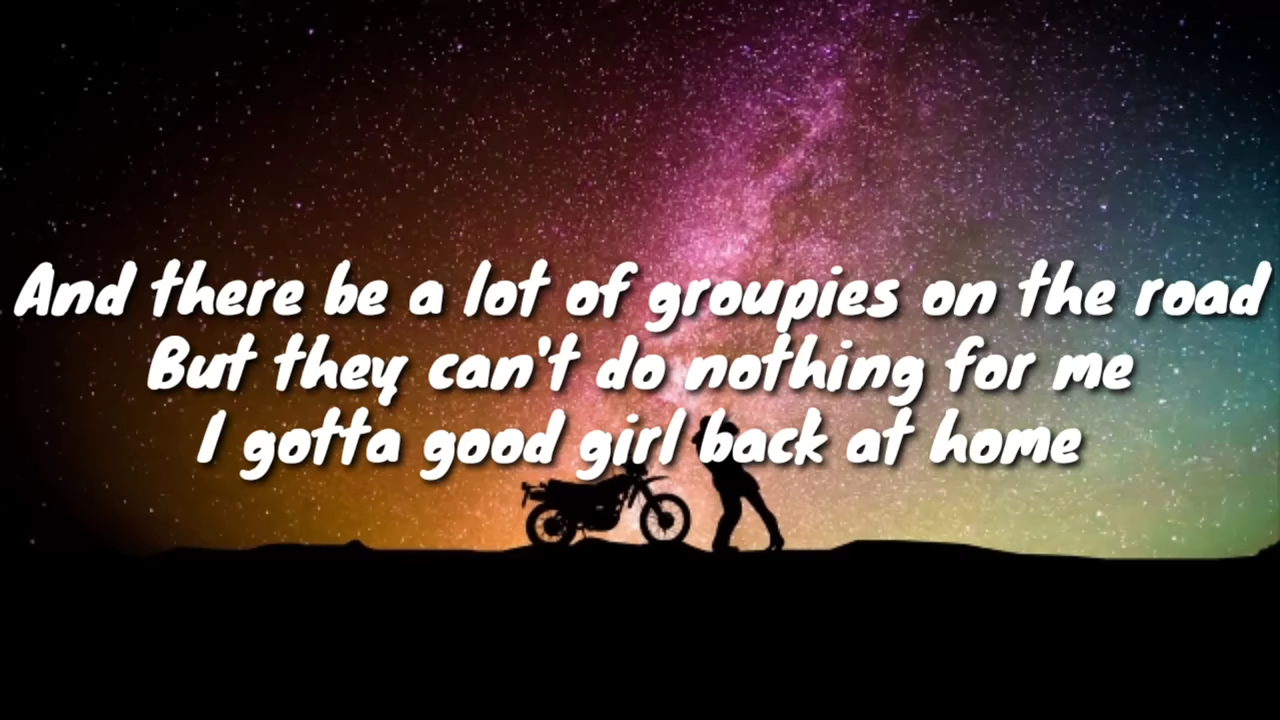 And there be a lot of groupies on the road
But they can't do nothing for me
I gotta good girl back at home